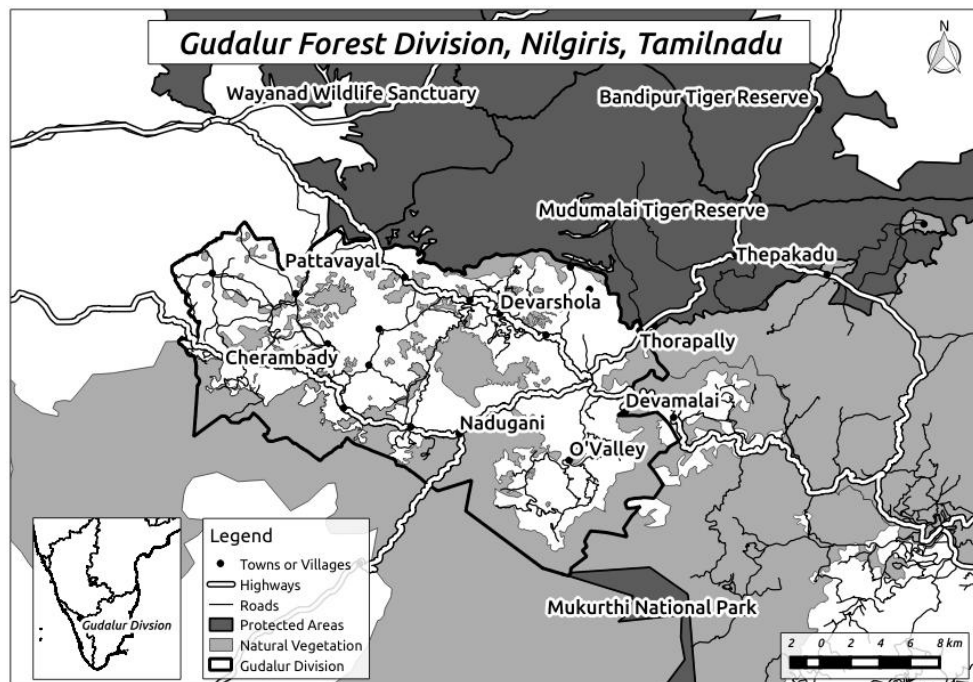 Gudalur Forest Division, Nilgiris, Tamilnadu
N
Wayanad Wildlife Sanctuary
Bandipur Tiger Reserve
Mudumalai Tiger Reserve
Thepakadu
Pattavayal
Devarshola
Thorapally
Cherambady
Devamalai
Nadugani
O'Valley
Mukurthi National Park
Gudalur Divsion
Legend
Towns or Villages
Highways
Roads
Protected Areas
Natural Vegetation
Gudalur Division
2 0 2 4 6 8 km